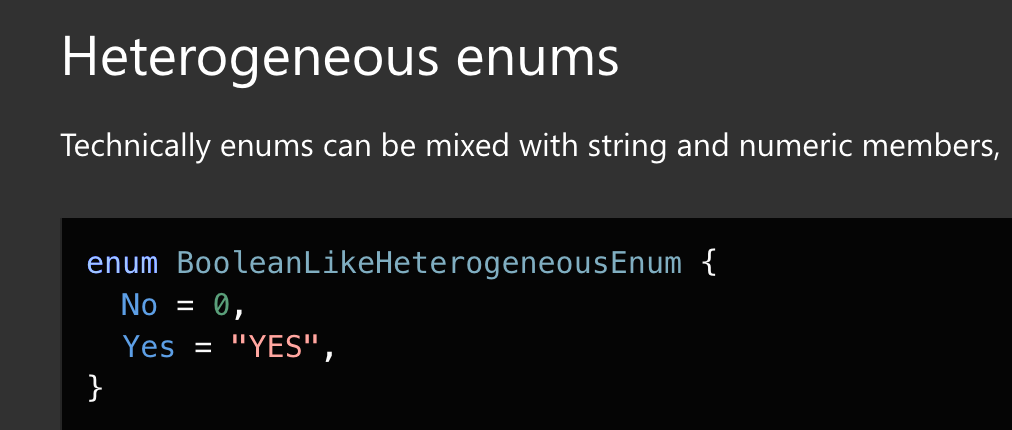 Heterogeneous enums
Technically enums can be mixed with string and numeric members,
enum BooleanLikeHeterogeneousEnum {
  No = 0,
  Yes = "YES",
}